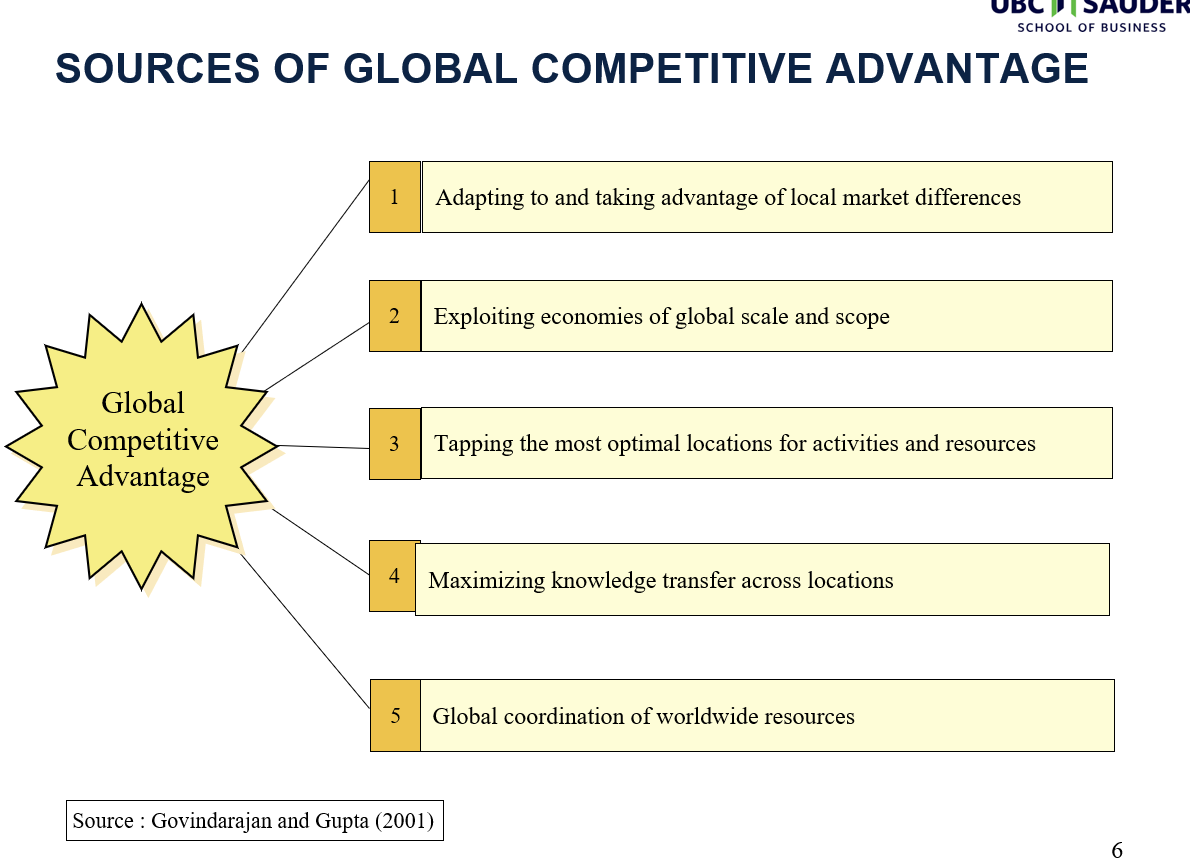 UBC SAUDER
SCHOOL OF BUSINESS
SOURCES OF GLOBAL COMPETITIVE ADVANTAGE
Global
Competitive
Advantage
1 Adapting to and taking advantage of local market differences
2 Exploiting economies of global scale and scope
3 Tapping the most optimal locations for activities and resources
4 Maximizing knowledge transfer across locations
5 Global coordination of worldwide resources
Source : Govindarajan and Gupta (2001)
6